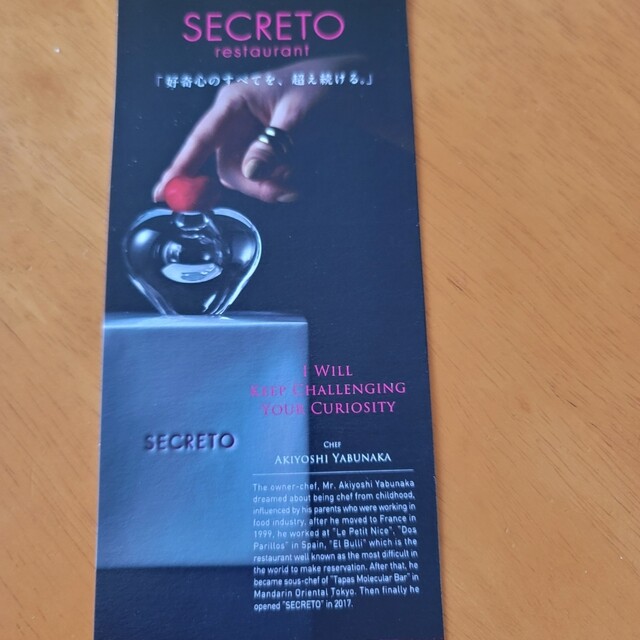 SECRETO
restaurant
「好奇心のすべてを、超え続ける。」
I Will
Keep Challenging
Your Curiosity
SECRETO
Chef
Akiyoshi Yabunaka
The owner-chef, Mr. Akiyoshi Yabunaka
dreamed about being chef from childhood,
influenced by his parents who were working in
food industry, after he moved to France in
1999, he worked at "Le Petit Nice", "Dos
Parillos" in Spain, "El Bulli" which is the
restaurant well known as the most difficult in
the world to make reservation. After that, he
became sous-chef of "Tapas Molecular Bar" in
Mandarin Oriental Tokyo. Then finally he
opened "SECRETO" in 2017.